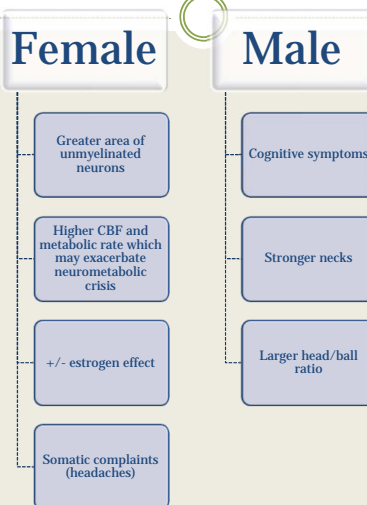 Female
Greater area of
unmyelinated
neurons
Higher CBF and
metabolic rate which
may exacerbate
neurometabolic
crisis
+/- estrogen effect
Somatic complaints
(headaches)
Male
Cognitive symptoms
Stronger necks
Larger head/ball
ratio